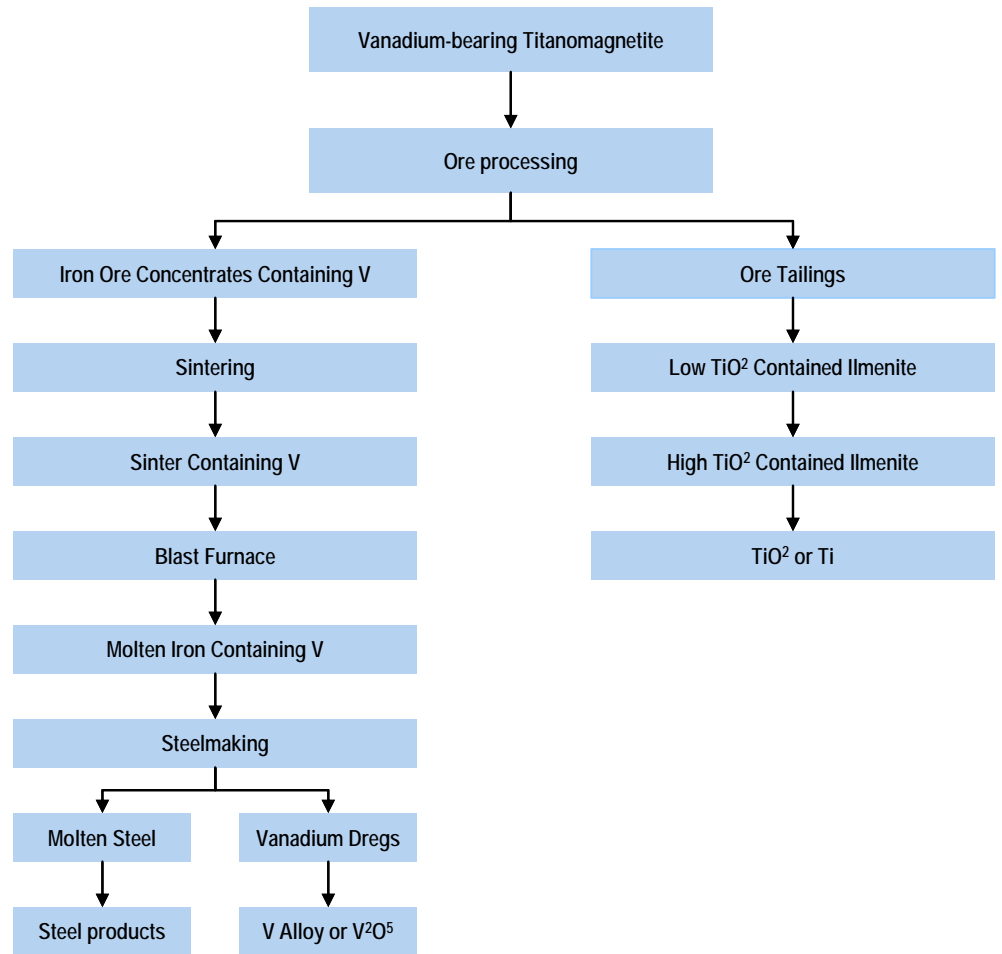 Vanadium-bearing Titanomagnetite
Ore processing
Iron Ore Concentrates Containing V
Ore Tailings
Sintering
Low TiO² Contained Ilmenite
Sinter Containing V
High TiO² Contained Ilmenite
Blast Furnace
TiO² or Ti
Molten Iron Containing V
Steelmaking
Molten Steel
Vanadium Dregs
Steel products
V Alloy or V²O⁵